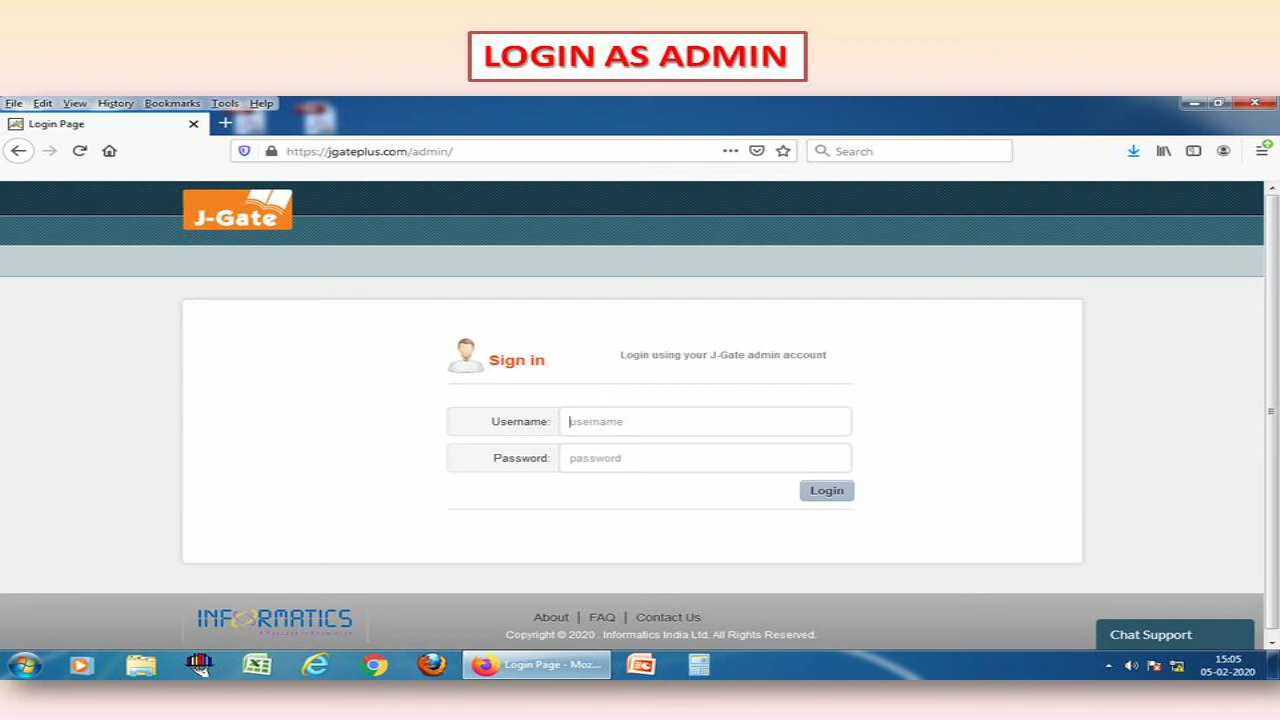 LOGIN AS ADMIN
File Edit View History Bookmarks Tools Help
Login Page
https://jgateplus.com/admin/
Search
J-Gate
Sign in
Login using your J-Gate admin account
Username: username
Password: password
Login
INFORMATICS
About | FAQ | Contact Us
Copyright © 2020 . Informatics India Ltd. All Rights Reserved.
Chat Support
Login Page - Moz...
15:05
05-02-2020